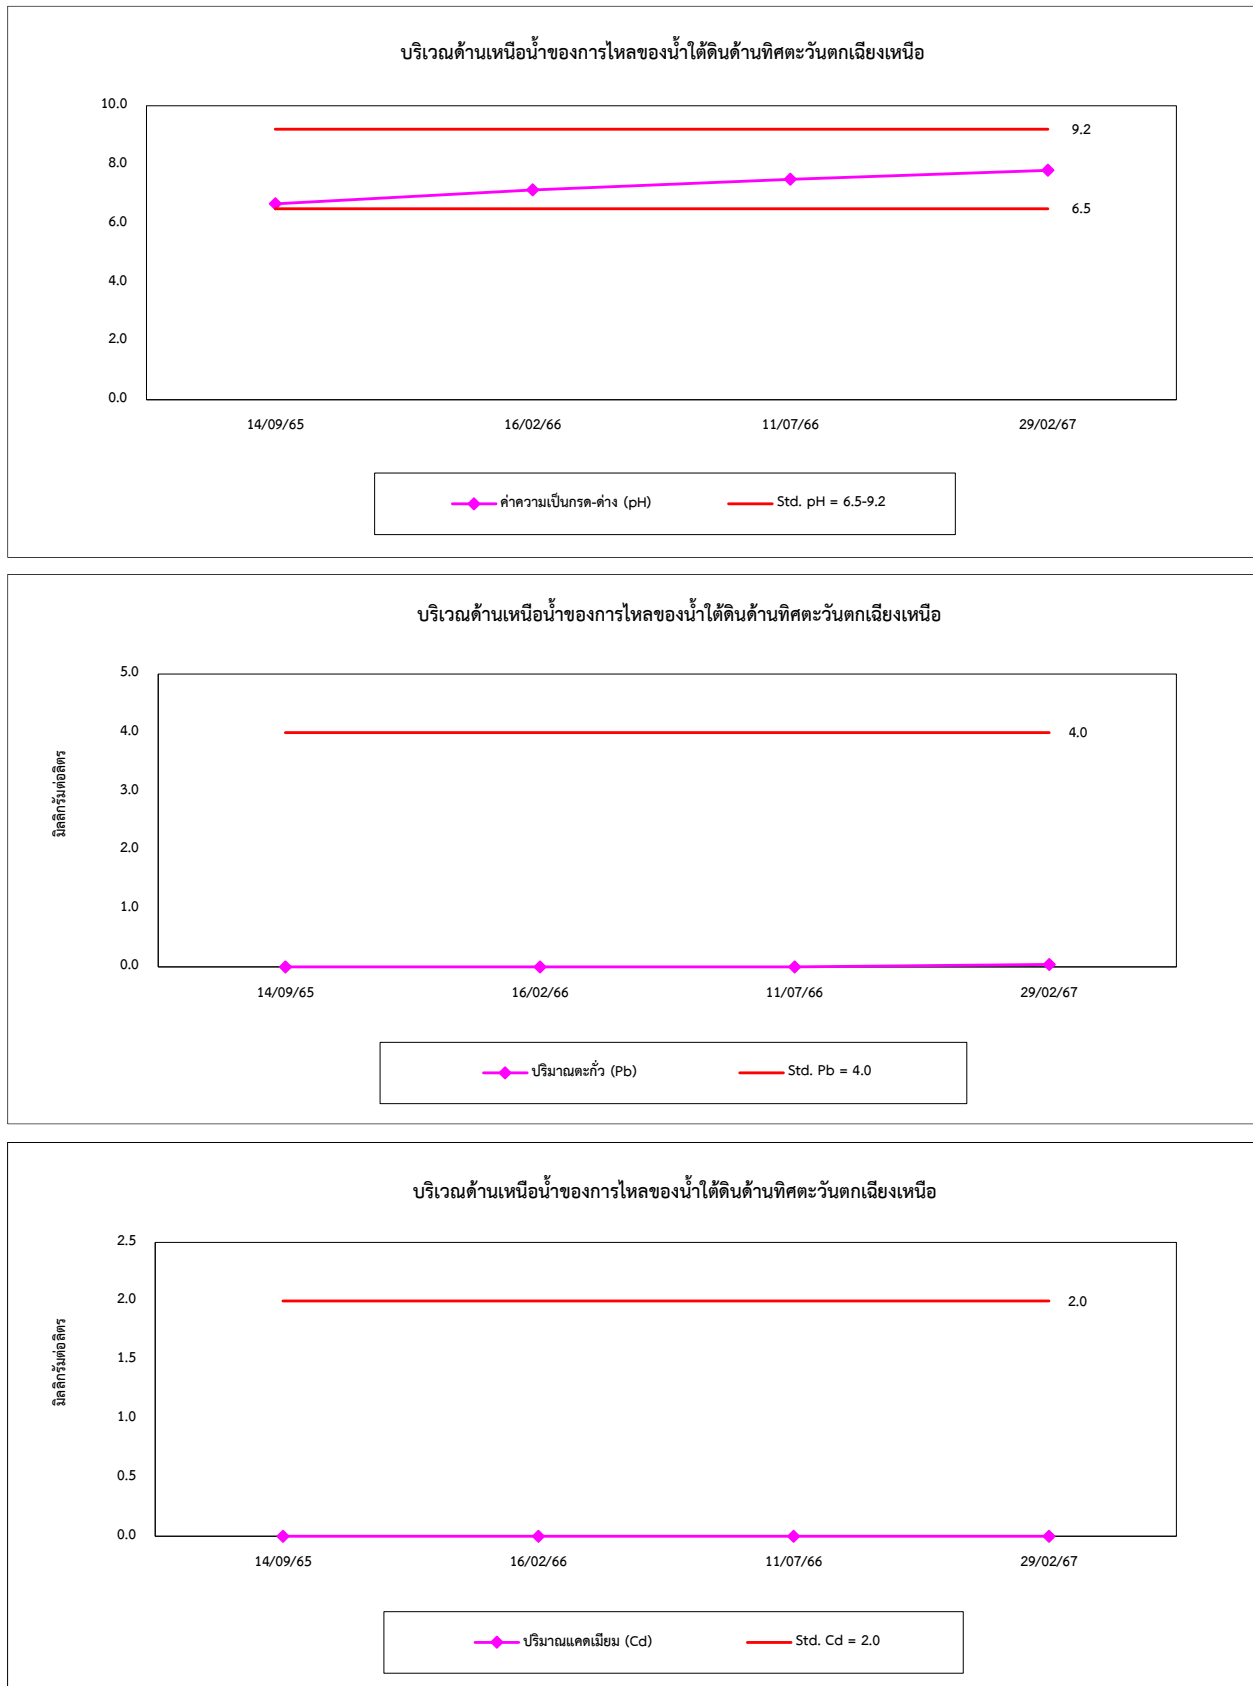 บริเวณด้านเหนือน้ำของการไหลของน้ำใต้ดินด้านทิศตะวันตกเฉียงเหนือ
10.0
8.0
6.0
4.0
2.0
0.0
9.2
6.5
14/09/65 16/02/66 11/07/66 29/02/67
ค่าความเป็นกรด-ด่าง (pH) Std. pH = 6.5-9.2
บริเวณด้านเหนือน้ำของการไหลของน้ำใต้ดินด้านทิศตะวันตกเฉียงเหนือ
มิลลิกรัมต่อลิตร
5.0
4.0
3.0
2.0
1.0
0.0
4.0
14/09/65 16/02/66 11/07/66 29/02/67
ปริมาณตะกั่ว (Pb) Std. Pb = 4.0
บริเวณด้านเหนือน้ำของการไหลของน้ำใต้ดินด้านทิศตะวันตกเฉียงเหนือ
มิลลิกรัมต่อลิตร
2.5
2.0
1.5
1.0
0.5
0.0
2.0
14/09/65 16/02/66 11/07/66 29/02/67
ปริมาณแคดเมียม (Cd) Std. Cd = 2.0